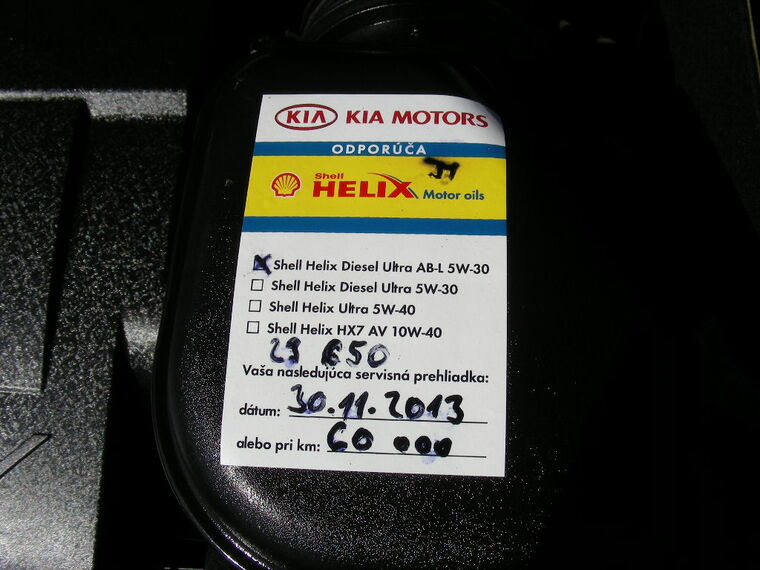 KIA KIA MOTORS
ODPORÚČA
Shell
HELIX Motor oils
Shell Helix Diesel Ultra AB-L 5W-30
Shell Helix Diesel Ultra 5W-30
Shell Helix Ultra 5W-40
Shell Helix HX7 AV 10W-40
29 650
Vaša nasledujúca servisná prehliadka:
dátum: 30.11.2013
alebo pri km: 60 000